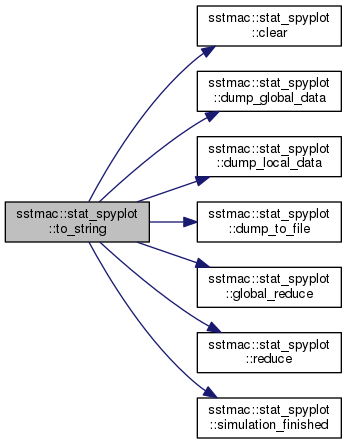 sstmac::stat_spyplot
::clear
sstmac::stat_spyplot
::dump_global_data
sstmac::stat_spyplot
::dump_local_data
sstmac::stat_spyplot
::to_string
sstmac::stat_spyplot
::dump_to_file
sstmac::stat_spyplot
::global_reduce
sstmac::stat_spyplot
::reduce
sstmac::stat_spyplot
::simulation_finished